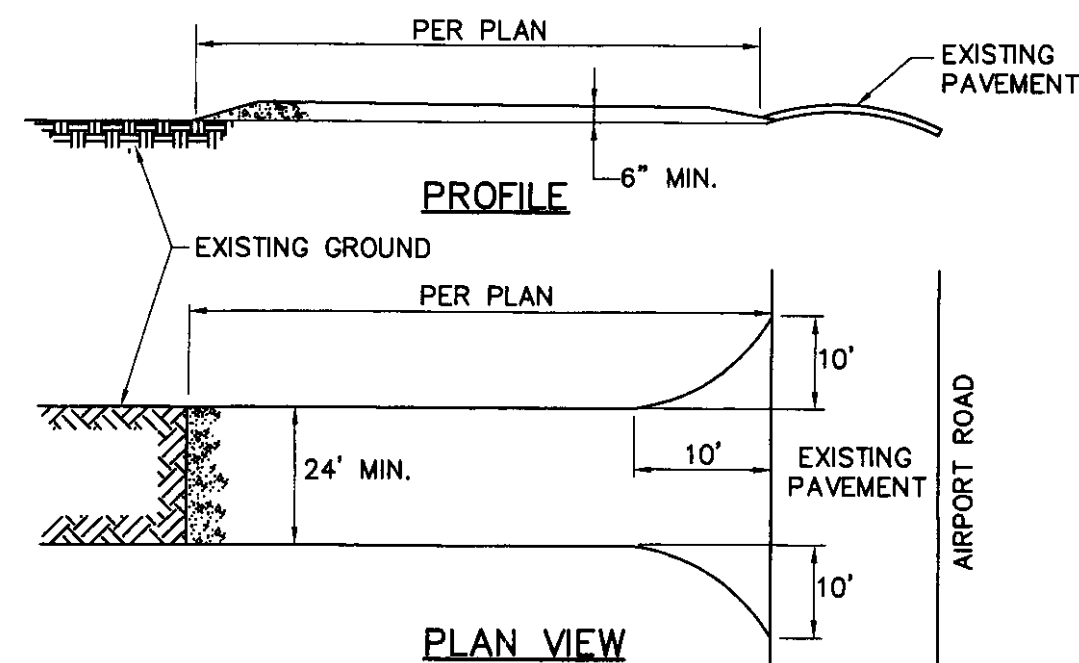 PER PLAN
EXISTING
PAVEMENT
6" MIN.
PROFILE
EXISTING GROUND
PER PLAN
10'
24' MIN.
10'
EXISTING
PAVEMENT
AIRPORT ROAD
10'
PLAN VIEW